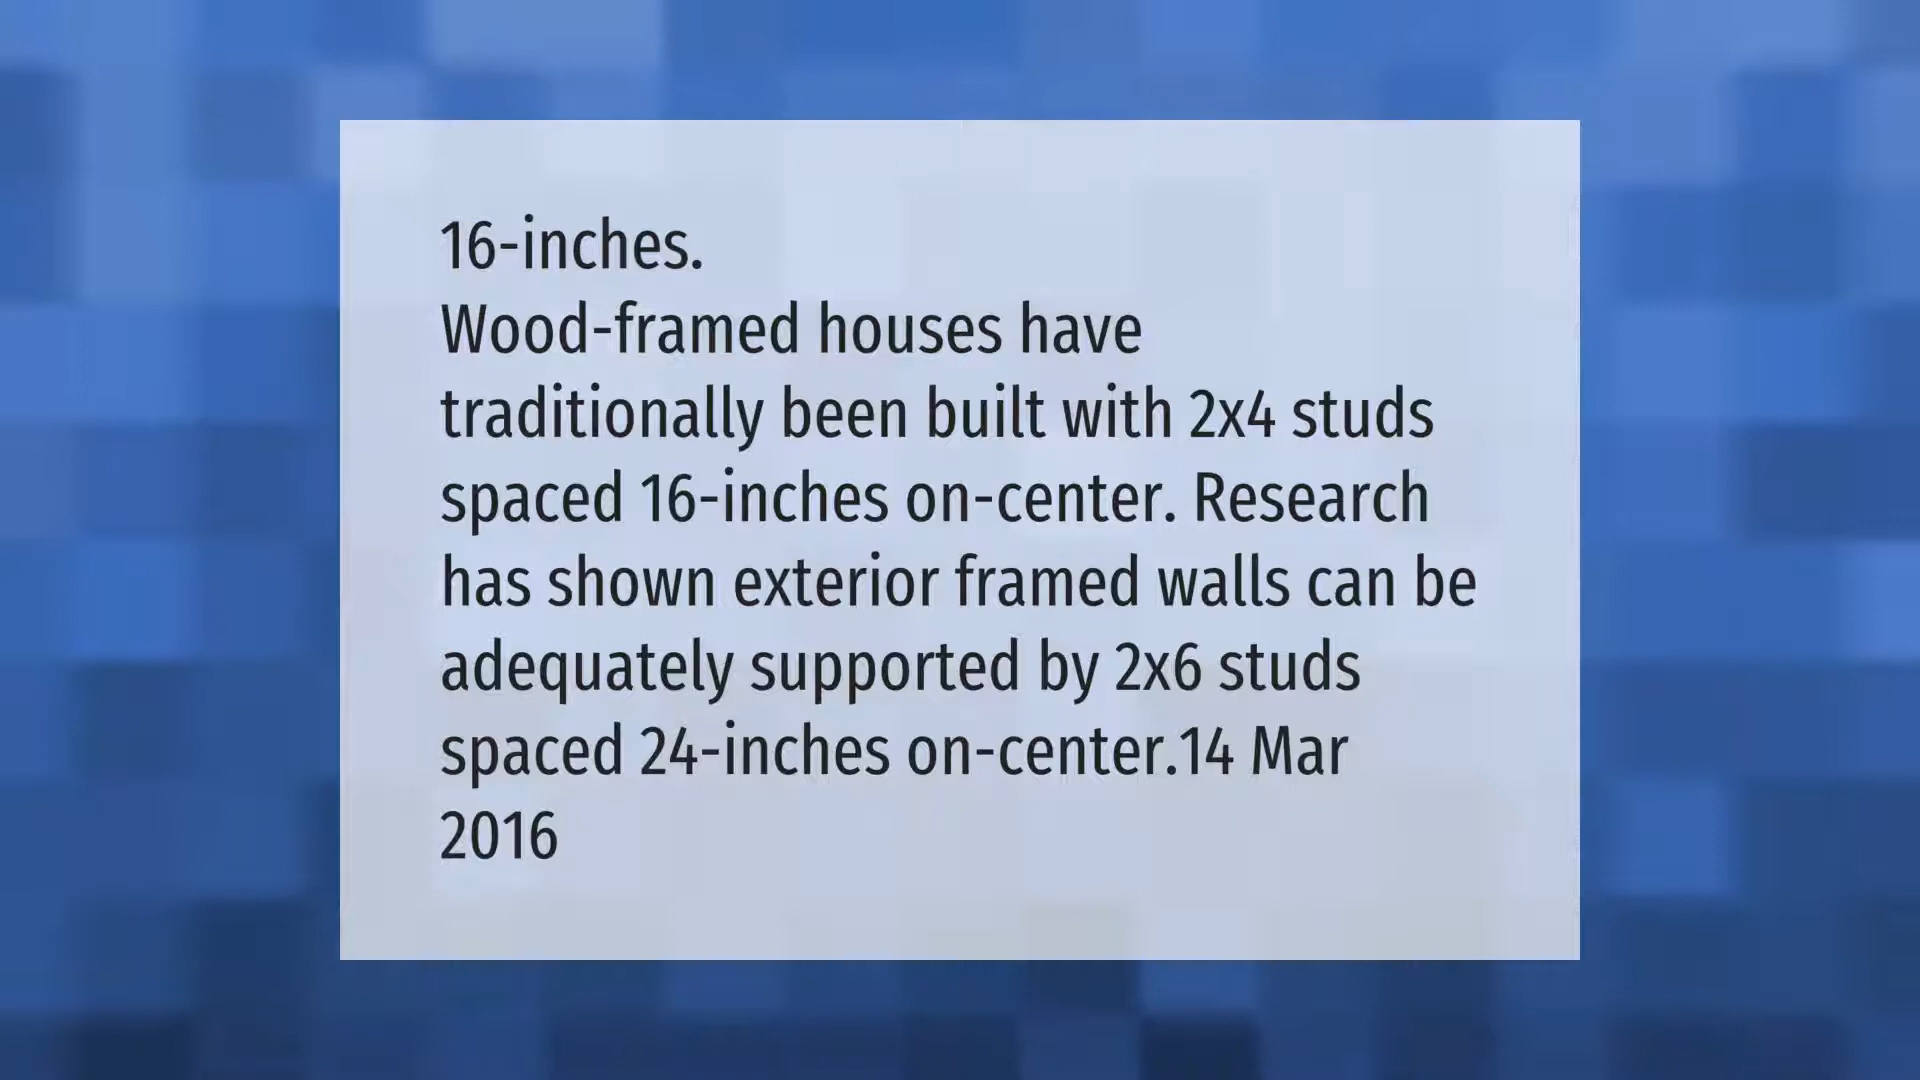 16-inches.
Wood-framed houses have
traditionally been built with 2x4 studs
spaced 16-inches on-center. Research
has shown exterior framed walls can be
adequately supported by 2x6 studs
spaced 24-inches on-center.14 Mar
2016